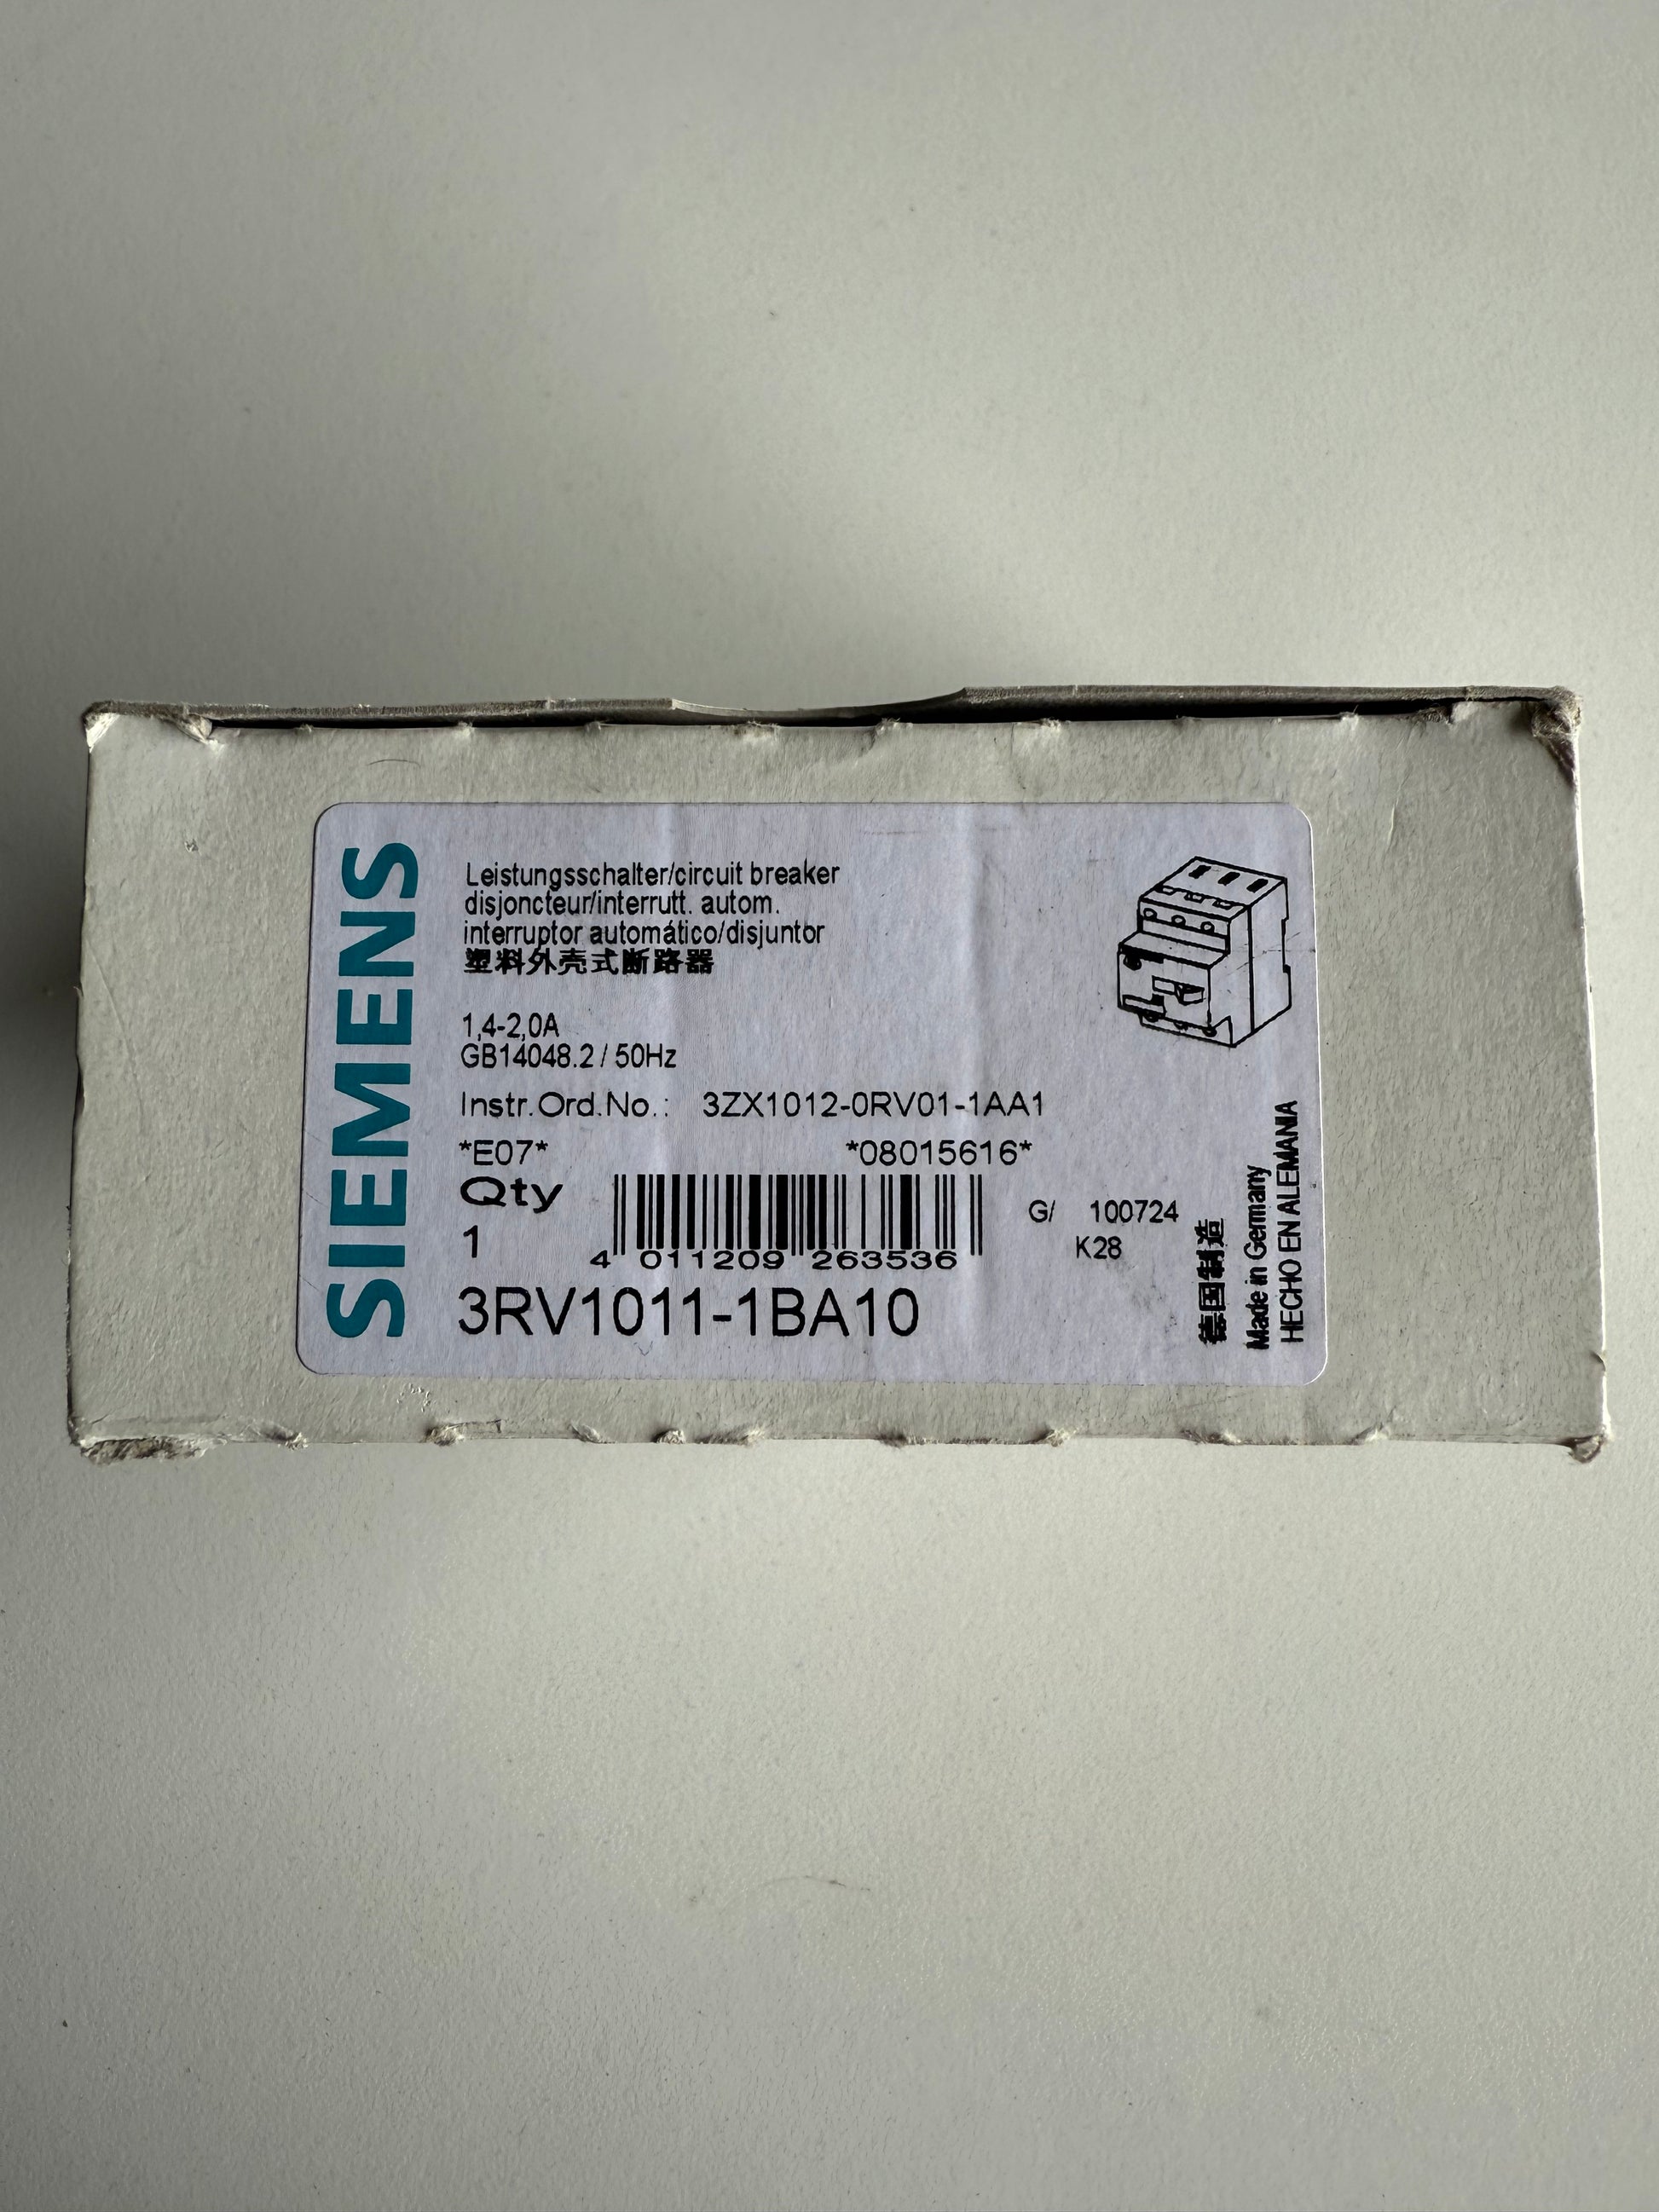 SIEMENS
Leistungsschalter/circuit breaker
disjoncteur/interrutt. autom.
interruptor automático/disjuntor
塑料外壳式断路器
1,4-2,0A
GB14048.2 / 50Hz
Instr.Ord.No.: 3ZX1012-0RV01-1AA1
*E07* *08015616*
Qty
1
4 011209 263536
G/ 100724
K28
3RV1011-1BA10
德国制造
Made in Germany
HECHO EN ALEMANIA